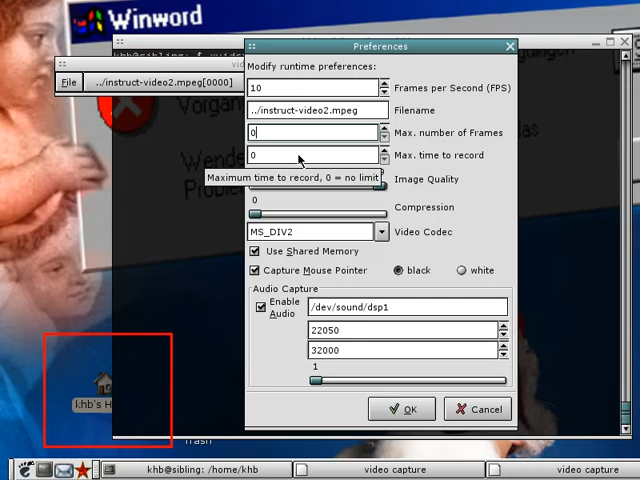 Winword
Preferences
File
../instruct-video2.mpeg[0000]
Modify runtime preferences:
10
Frames per Second (FPS)
../instruct-video2.mpeg
Filename
0
Max. number of Frames
0
Max. time to record
Maximum time to record, 0 = no limit
Image Quality
0
Compression
MS_DIV2
Video Codec
Use Shared Memory
Capture Mouse Pointer
black
white
Audio Capture
Enable Audio
/dev/sound/dsp1
22050
32000
1
OK
Cancel
khb's H
Trash
khb@sibling: /home/khb
video capture
video capture